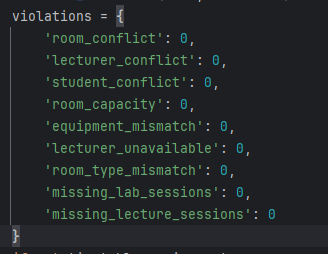 violations = {
    'room_conflict': 0,
    'lecturer_conflict': 0,
    'student_conflict': 0,
    'room_capacity': 0,
    'equipment_mismatch': 0,
    'lecturer_unavailable': 0,
    'room_type_mismatch': 0,
    'missing_lab_sessions': 0,
    'missing_lecture_sessions': 0
}